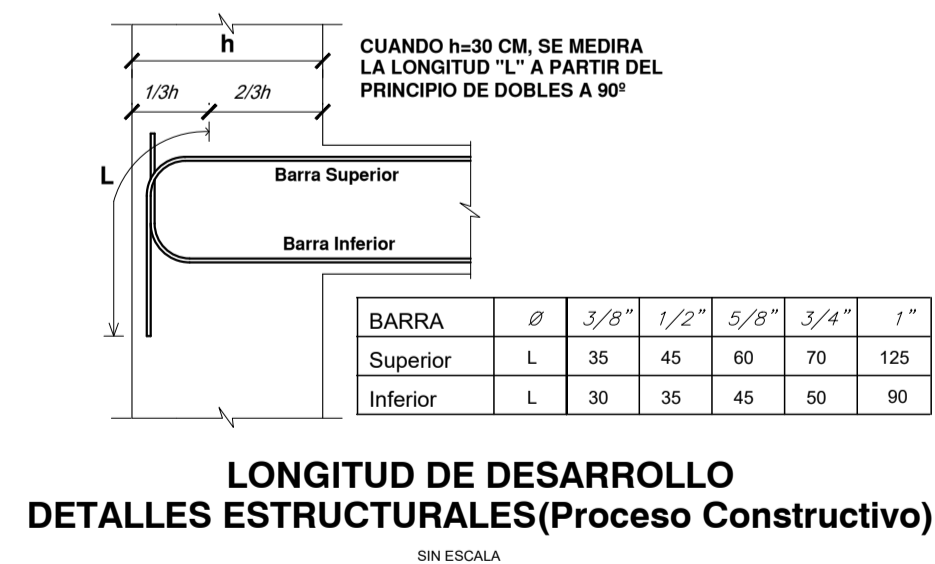 h
CUANDO h=30 CM, SE MEDIRA
LA LONGITUD "L" A PARTIR DEL
PRINCIPIO DE DOBLES A 90º
1/3h 2/3h
L
Barra Superior
Barra Inferior
BARRA Ø 3/8" 1/2" 5/8" 3/4" 1"
Superior L 35 45 60 70 125
Inferior L 30 35 45 50 90
LONGITUD DE DESARROLLO
DETALLES ESTRUCTURALES(Proceso Constructivo)
SIN ESCALA